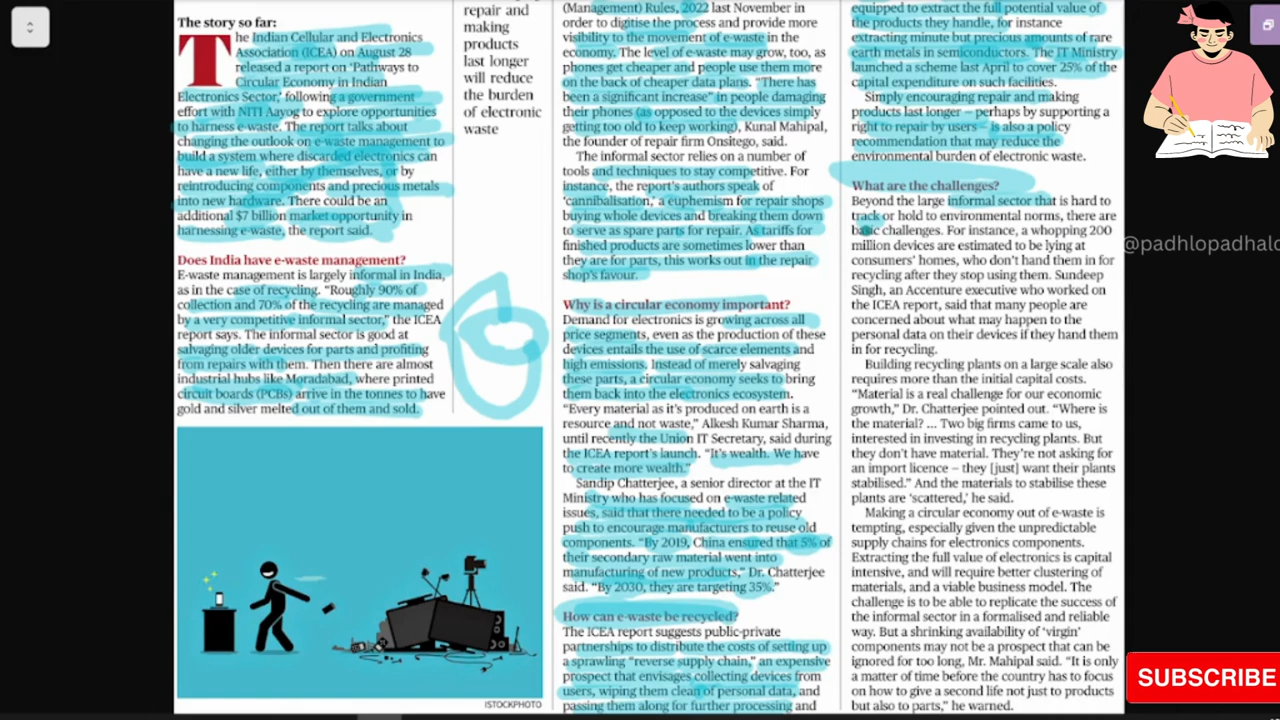 The story so far:
The Indian Cellular and Electronics
Association (ICEA) on August 28
released a report on ‘Pathways to
Circular Economy in Indian
Electronics Sector,’ following a government
effort with NITI Aayog to explore opportunities
to harness e-waste. The report talks about
changing the outlook on e-waste management to
build a system where discarded electronics can
have a new life, either by themselves, or by
reintroducing components and precious metals
into new hardware. There could be an
additional $7 billion market opportunity in
harnessing e-waste, the report said.
Does India have e-waste management?
E-waste management is largely informal in India,
as in the case of recycling. “Roughly 90% of
collection and 70% of the recycling are managed
by a very competitive informal sector,” the ICEA
report says. The informal sector is good at
salvaging older devices for parts and profiting
from repairs with them. Then there are almost
industrial hubs like Moradabad, where printed
circuit boards (PCBs) arrive in the tonnes to have
gold and silver melted out of them and sold.
ISTOCKPHOTO
repair and
making
products
last longer
will reduce
the burden
of electronic
waste
(Management) Rules, 2022 last November in
order to digitise the process and provide more
visibility to the movement of e-waste in the
economy. The level of e-waste may grow, too, as
phones get cheaper and people use them more
on the back of cheaper data plans. “There has
been a significant increase” in people damaging
their phones (as opposed to the devices simply
getting too old to keep working), Kunal Mahipal,
the founder of repair firm Onsitego, said.
The informal sector relies on a number of
tools and techniques to stay competitive. For
instance, the report’s authors speak of
‘cannibalisation,’ a euphemism for repair shops
buying whole devices and breaking them down
to serve as spare parts for repair. As tariffs for
finished products are sometimes lower than
they are for parts, this works out in the repair
shop’s favour.
Why is a circular economy important?
Demand for electronics is growing across all
price segments, even as the production of these
devices entails the use of scarce elements and
high emissions. Instead of merely salvaging
these parts, a circular economy seeks to bring
them back into the electronics ecosystem.
“Every material as it’s produced on earth is a
resource and not waste,” Alkesh Kumar Sharma,
until recently the Union IT Secretary, said during
the ICEA report’s launch. “It’s wealth. We have
to create more wealth.”
Sandip Chatterjee, a senior director at the IT
Ministry who has focused on e-waste related
issues, said that there needed to be a policy
push to encourage manufacturers to reuse old
components. “By 2019, China ensured that 5% of
their secondary raw material went into
manufacturing of new products,” Dr. Chatterjee
said. “By 2030, they are targeting 35%.”
How can e-waste be recycled?
The ICEA report suggests public-private
partnerships to distribute the costs of setting up
a sprawling “reverse supply chain,” an expensive
prospect that envisages collecting devices from
users, wiping them clean of personal data, and
passing them along for further processing and
equipped to extract the full potential value of
the products they handle, for instance
extracting minute but precious amounts of rare
earth metals in semiconductors. The IT Ministry
launched a scheme last April to cover 25% of the
capital expenditure on such facilities.
Simply encouraging repair and making
products last longer – perhaps by supporting a
right to repair by users – is also a policy
recommendation that may reduce the
environmental burden of electronic waste.
What are the challenges?
Beyond the large informal sector that is hard to
track or hold to environmental norms, there are
basic challenges. For instance, a whopping 200
million devices are estimated to be lying at
consumers’ homes, who don’t hand them in for
recycling after they stop using them. Sundeep
Singh, an Accenture executive who worked on
the ICEA report, said that many people are
concerned about what may happen to the
personal data on their devices if they hand them
in for recycling.
Building recycling plants on a large scale also
requires more than the initial capital costs.
“Material is a real challenge for our economic
growth,” Dr. Chatterjee pointed out. “Where is
the material? ... Two big firms came to us,
interested in investing in recycling plants. But
they don’t have material. They’re not asking for
an import licence – they [just] want their plants
stabilised.” And the materials to stabilise these
plants are ‘scattered,’ he said.
Making a circular economy out of e-waste is
tempting, especially given the unpredictable
supply chains for electronics components.
Extracting the full value of electronics is capital
intensive, and will require better clustering of
materials, and a viable business model. The
challenge is to be able to replicate the success of
the informal sector in a formalised and reliable
way. But a shrinking availability of ‘virgin’
components may not be a prospect that can be
ignored for too long, Mr. Mahipal said. “It is only
a matter of time before the country has to focus
on how to give a second life not just to products
but also to parts,” he warned.
@padhlopadhalo
SUBSCRIBE